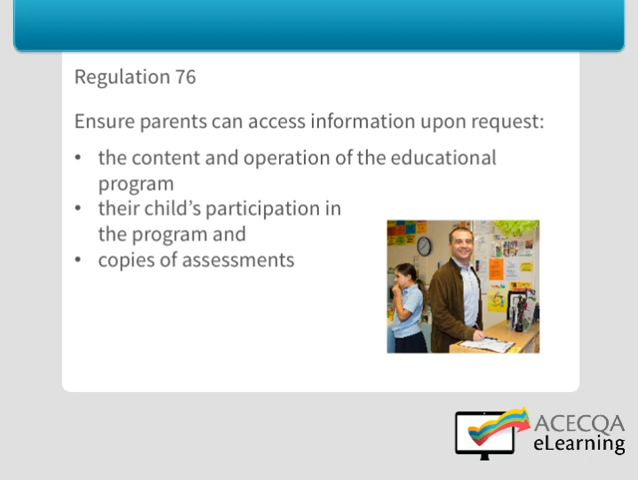 Regulation 76
Ensure parents can access information upon request:
• the content and operation of the educational
program
• their child's participation in
the program and
• copies of assessments
ACECQA
eLearning